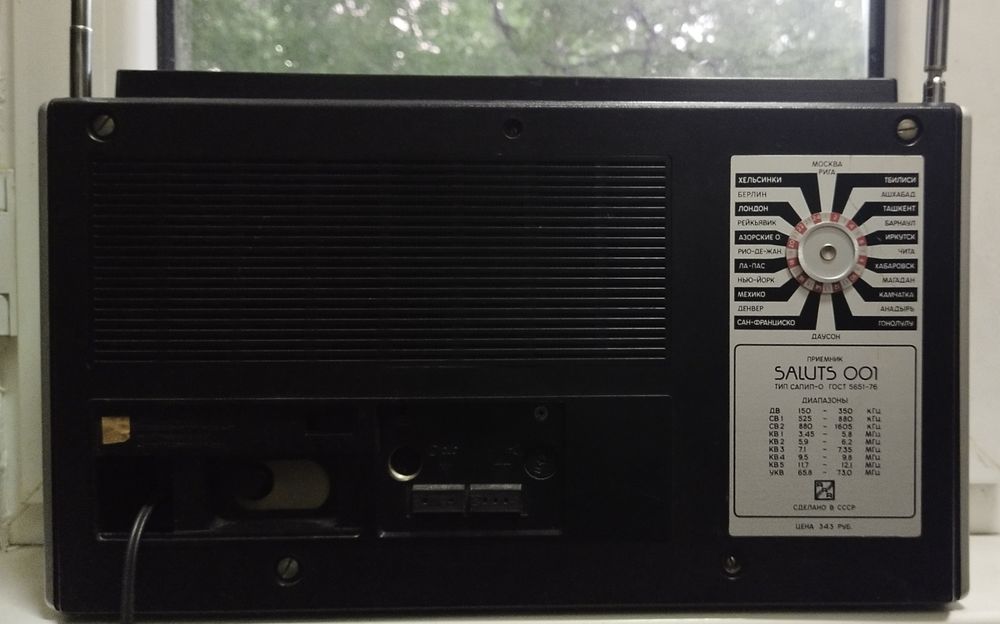 МОСКВА
РИГА
ХЕЛЬСИНКИ
БЕРЛИН
ЛОНДОН
РЕЙКЬЯВИК
АЗОРСКИЕ О
РИО-ДЕ-ЖАН.
ЛА-ПАС
НЬЮ-ЙОРК
МЕХИКО
ДЕНВЕР
САН-ФРАНЦИСКО
ТБИЛИСИ
АШХАБАД
ТАШКЕНТ
БАРНАУЛ
ИРКУТСК
ЧИТА
ХАБАРОВСК
МАГАДАН
КАМЧАТКА
АНАДЫРЬ
ГОНОЛУЛУ
ДАУСОН
ПРИЕМНИК
SALUTS 001
ТИП САПИП-0 ГОСТ 5651-76
ДИАПАЗОНЫ
ДВ 150 - 350 КГЦ
СВ 1 525 - 880 КГЦ
СВ 2 880 - 1605 КГЦ
КВ 1 3.45 - 5.8 МГЦ
КВ 2 5.9 - 6.2 МГЦ
КВ 3 7.1 - 7.35 МГЦ
КВ 4 9.5 - 9.8 МГЦ
КВ 5 11.7 - 12.1 МГЦ
УКВ 65.8 - 73.0 МГЦ
СДЕЛАНО В СССР
ЦЕНА 343 РУБ.